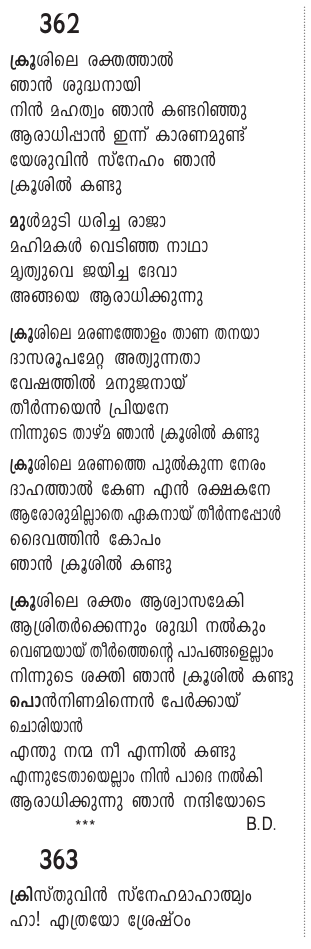 362
ക്രൂശിലെ രക്തത്താൽ
ഞാൻ ശുദ്ധനായി
നിൻ മഹത്വം ഞാൻ കണ്ടറിഞ്ഞു
ആരാധിപ്പാൻ ഇന്ന് കാരണമുണ്ട്
യേശുവിൻ സ്നേഹം ഞാൻ
ക്രൂശിൽ കണ്ടു
മുൾമുടി ധരിച്ച രാജാ
മഹിമകൾ വെടിഞ്ഞ നാഥാ
മൃത്യുവെ ജയിച്ച ദേവാ
അങ്ങയെ ആരാധിക്കുന്നു
ക്രൂശിലെ മരണത്തോളം താണ തനയാ
ദാസരൂപമേറ്റ അത്യുന്നതാ
വേഷത്തിൽ മനുജനായ്
തീർന്നയെൻ പ്രിയനേ
നിന്നുടെ താഴ്മ ഞാൻ ക്രൂശിൽ കണ്ടു
ക്രൂശിലെ മരണത്തെ പുൽകുന്ന നേരം
ദാഹത്താൽ കേണ എൻ രക്ഷകനേ
ആരോരുമില്ലാതെ ഏകനായ് തീർന്നപ്പോൾ
ദൈവത്തിൻ കോപം
ഞാൻ ക്രൂശിൽ കണ്ടു
ക്രൂശിലെ രക്തം ആശ്വാസമേകി
ആശ്രിതർക്കെന്നും ശുദ്ധി നൽകും
വെണ്മയായ് തീർത്തെന്റെ പാപങ്ങളെല്ലാം
നിന്നുടെ ശക്തി ഞാൻ ക്രൂശിൽ കണ്ടു
പൊൻനിണമിന്നെൻ പേർക്കായ്
ചൊരിയാൻ
എന്തു നന്മ നീ എന്നിൽ കണ്ടു
എന്നുടേതായെല്ലാം നിൻ പാദെ നൽകി
ആരാധിക്കുന്നു ഞാൻ നന്ദിയോടെ
*** B.D.
363
ക്രിസ്തുവിൻ സ്നേഹമാഹാത്മ്യം
ഹാ! എത്രയോ ശ്രേഷ്ഠം